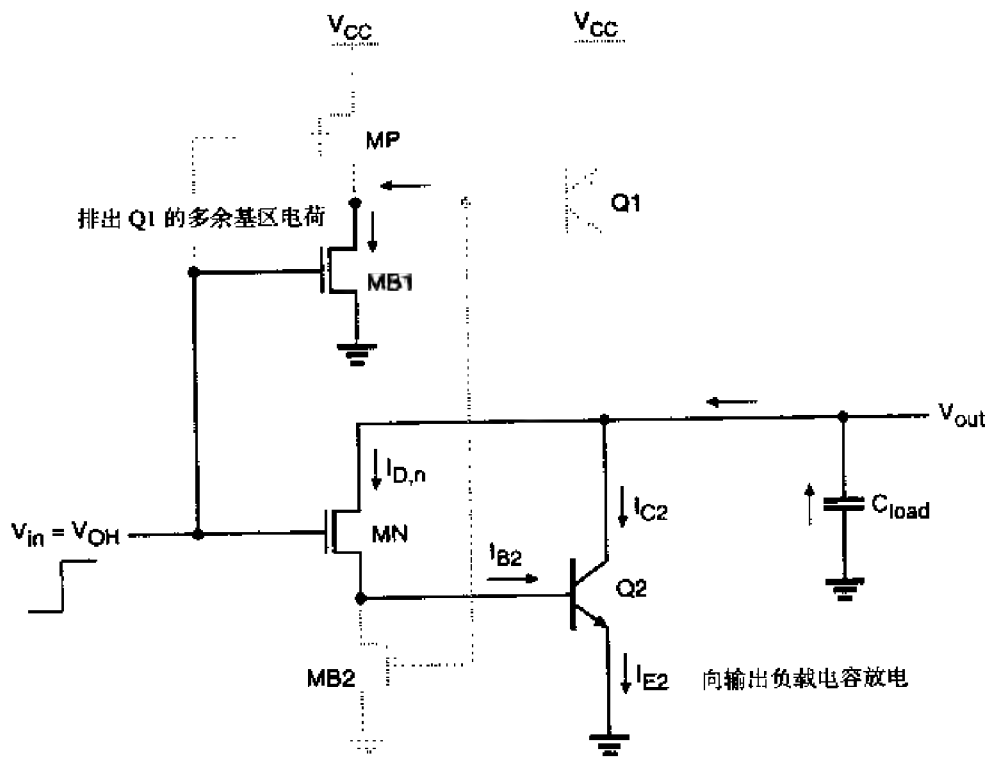 VCC
VCC
MP
Q1
排出 Q1 的多余基区电荷
MB1
Vout
ID,n
IC2
Cload
Vin = VOH
MN
IB2
Q2
MB2
IE2
向输出负载电容放电